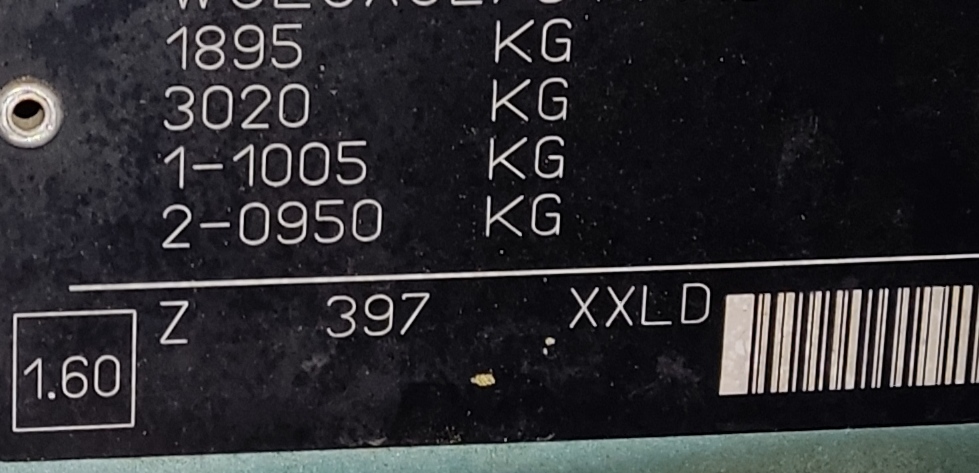 1895 KG
3020 KG
1-1005 KG
2-0950 KG
Z 397 XXLD
1.60